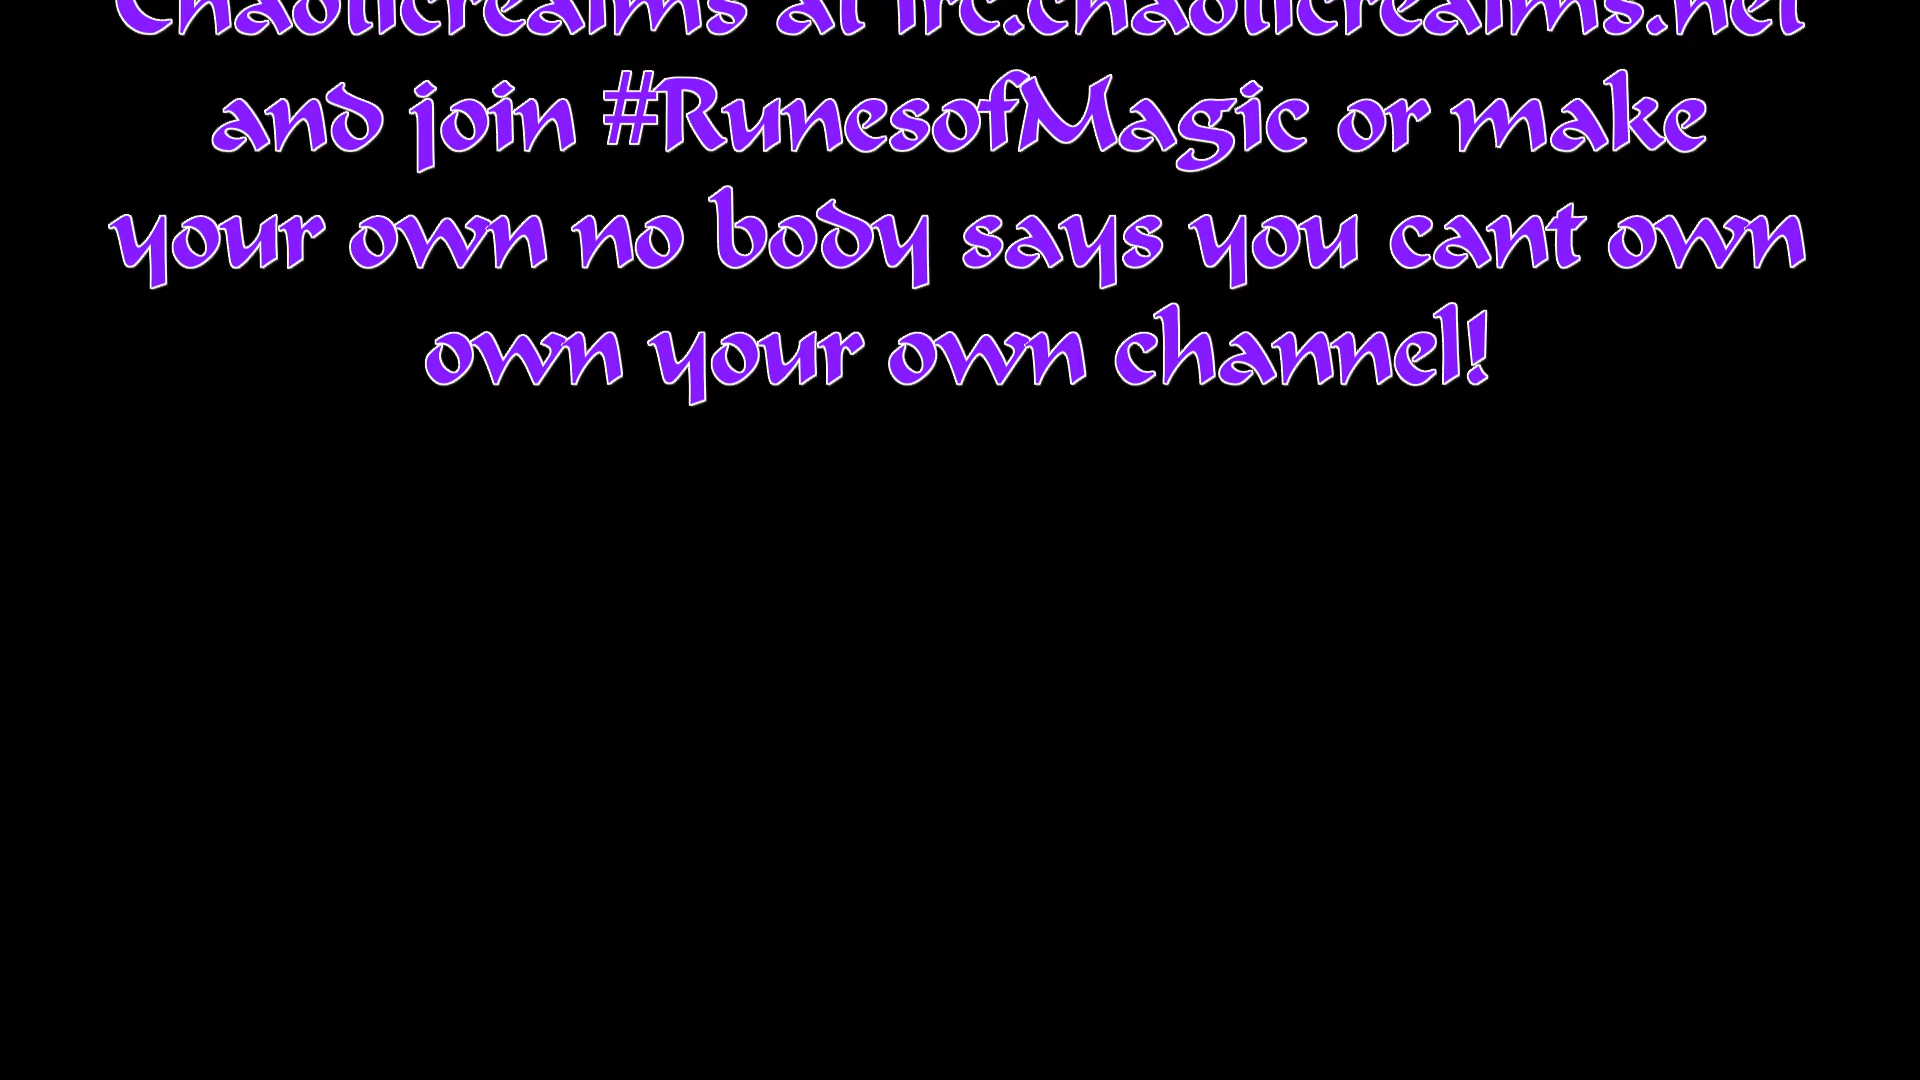 Chaoticrealms at irc.chaoticrealms.net
and join #RunesofMagic or make
your own no body says you cant own
own your own channel!